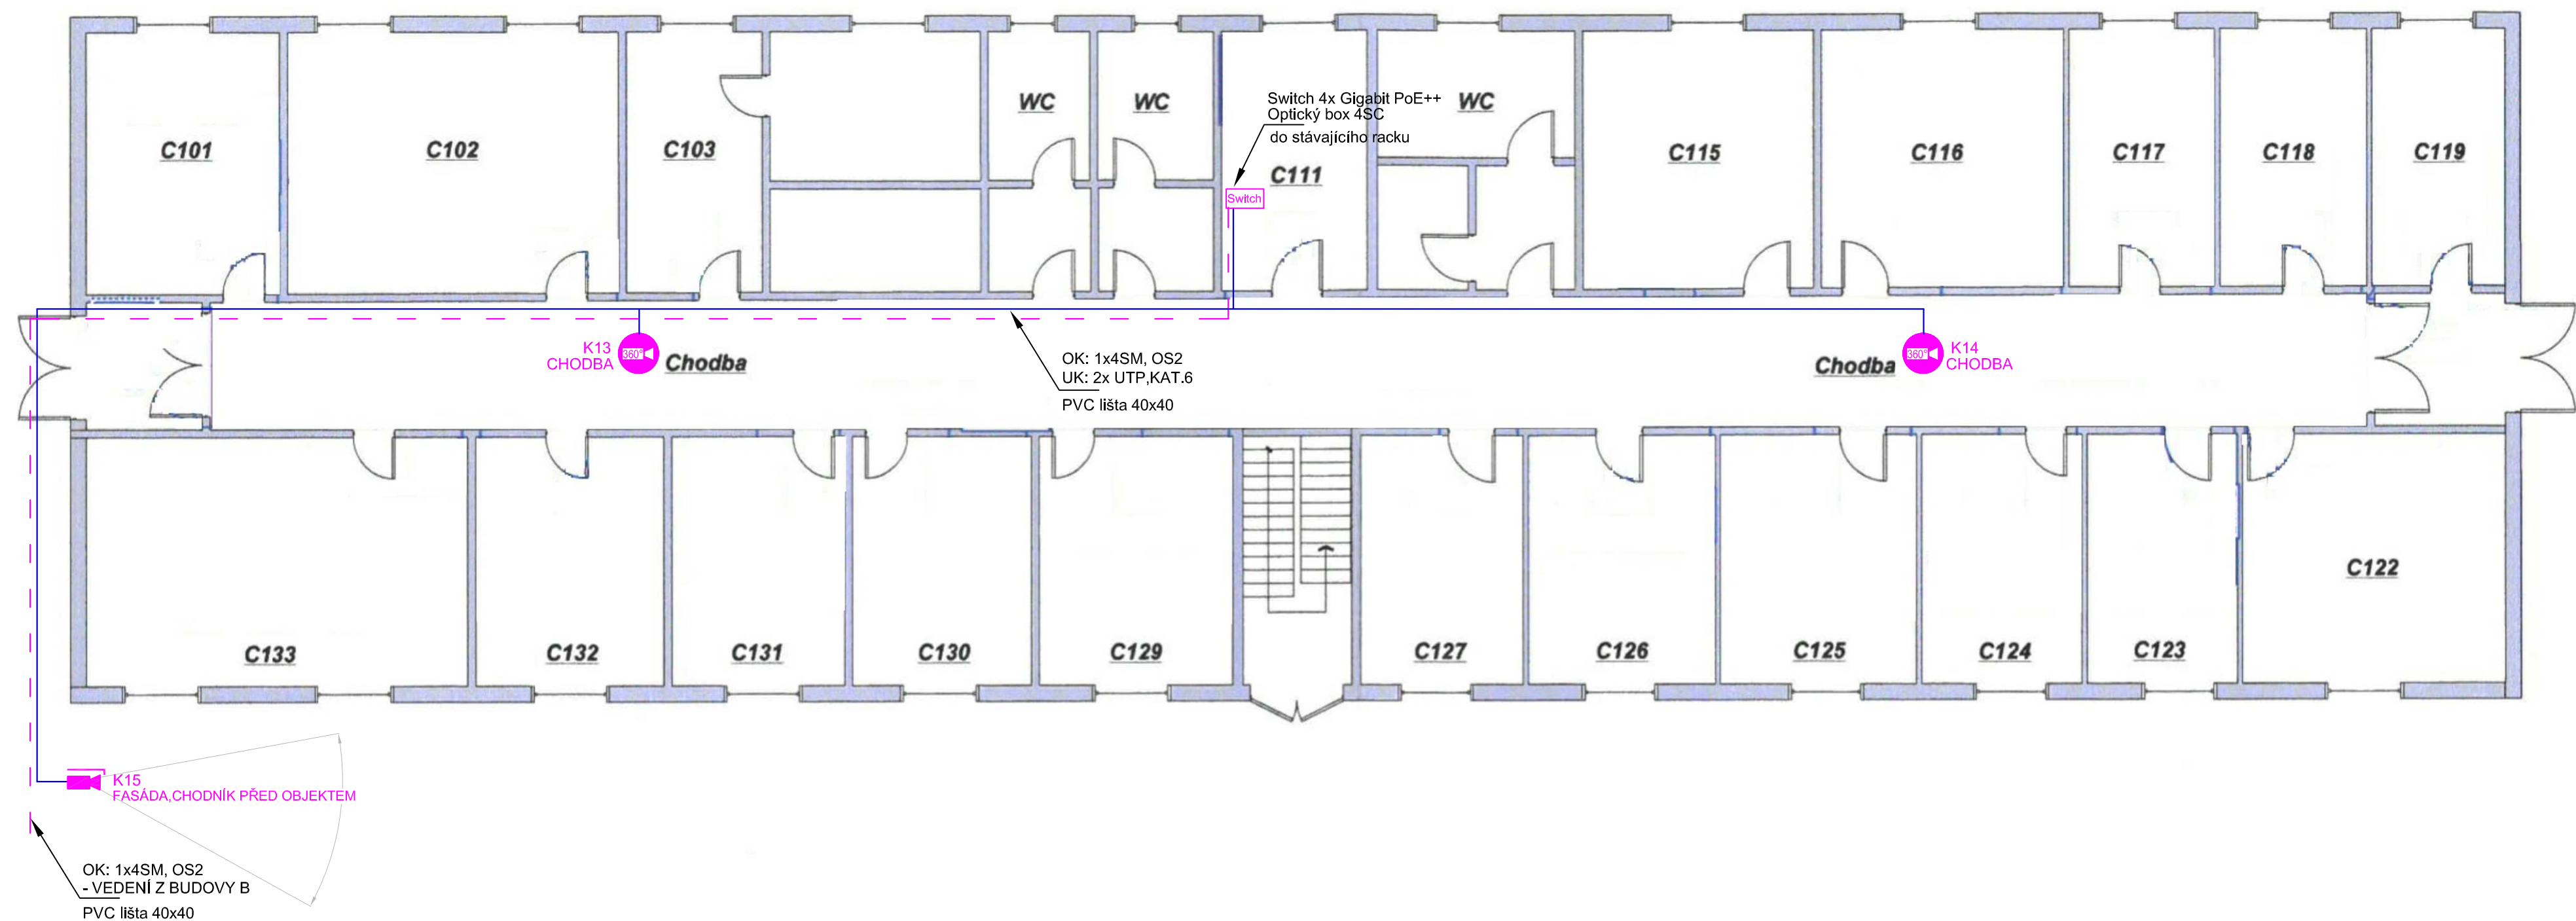 C101
C102
C103
WC
WC
Switch 4x Gigabit PoE++
Optický box 4SC
do stávajícího racku
C111
Switch
WC
C115
C116
C117
C118
C119
K13
CHODBA
360°
Chodba
OK: 1x4SM, OS2
UK: 2x UTP,KAT.6
PVC lišta 40x40
Chodba
360°
K14
CHODBA
C133
C132
C131
C130
C129
C127
C126
C125
C124
C123
C122
K15
FASÁDA,CHODNÍK PŘED OBJEKTEM
OK: 1x4SM, OS2
- VEDENÍ Z BUDOVY B
PVC lišta 40x40